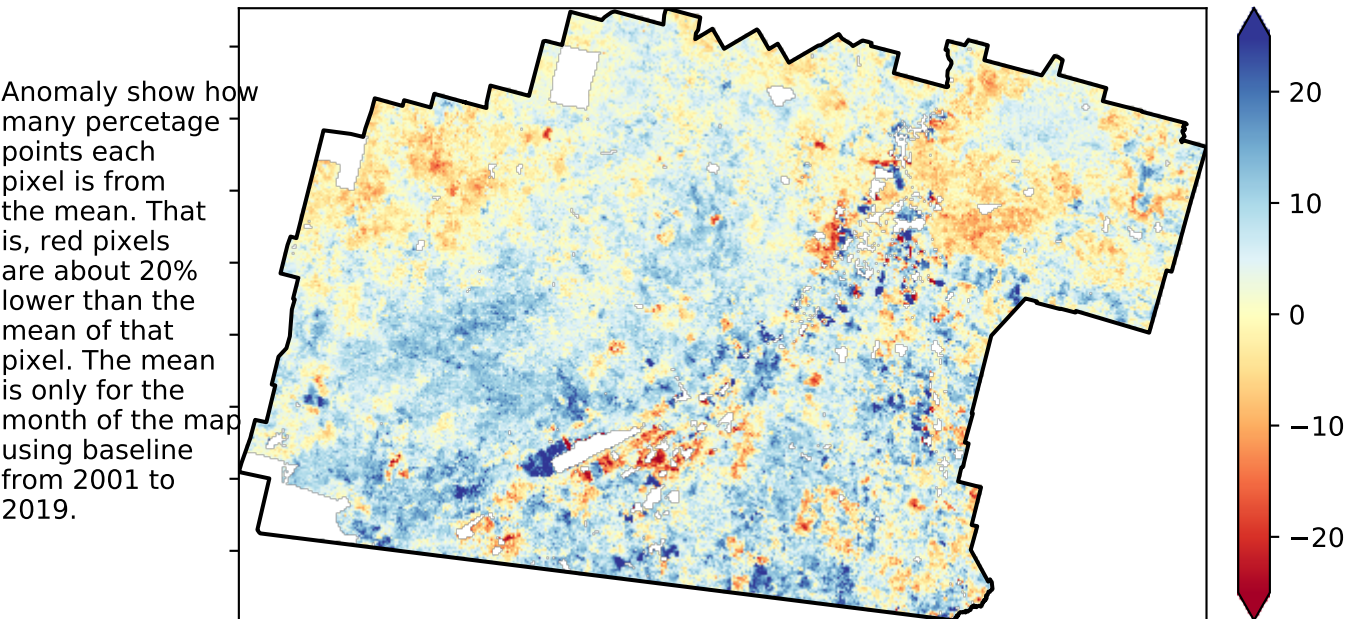 Anomaly show how
many percetage
points each
pixel is from
the mean. That
is, red pixels
are about 20%
lower than the
mean of that
pixel. The mean
is only for the
month of the map
using baseline
from 2001 to
2019.
20
10
0
−10
−20